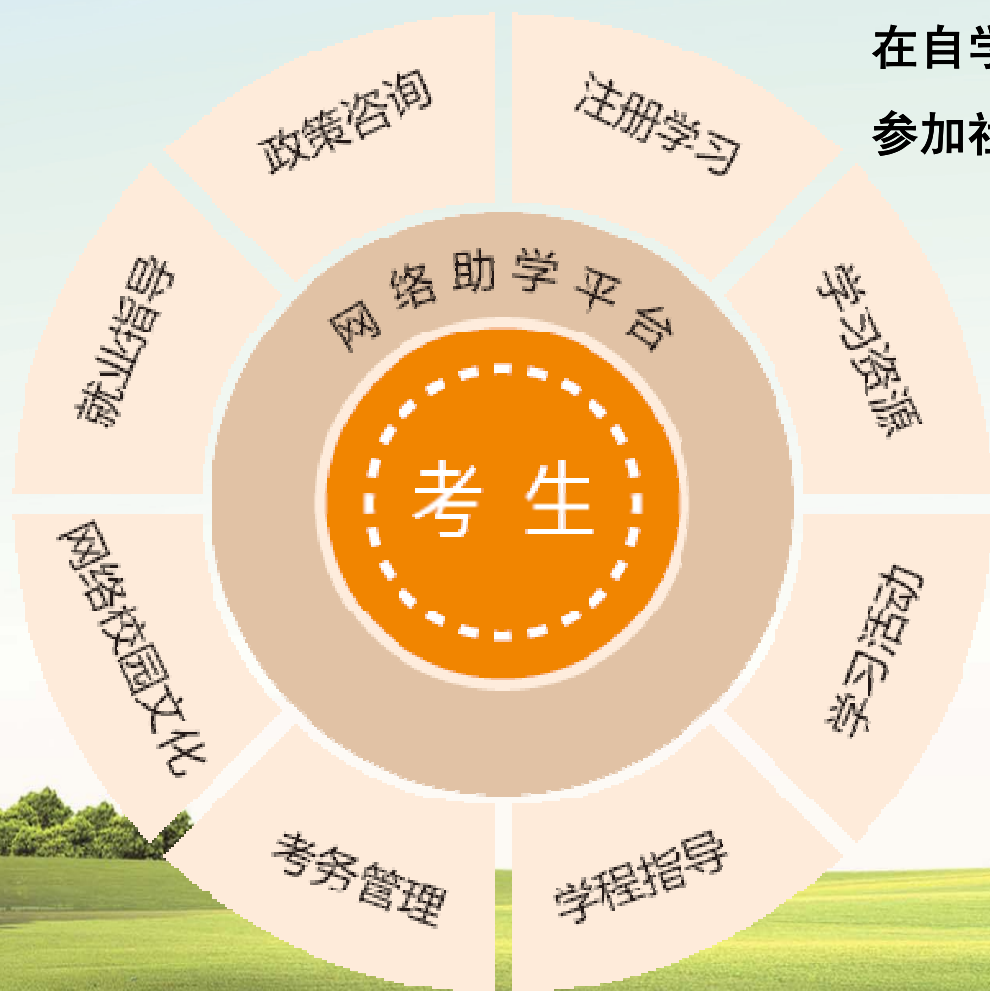 在自学
参加社
政策咨询
注册学习
学习资源
学习活动
学程指导
考务管理
网络校园文化
就业指导
网络助学平台
考生